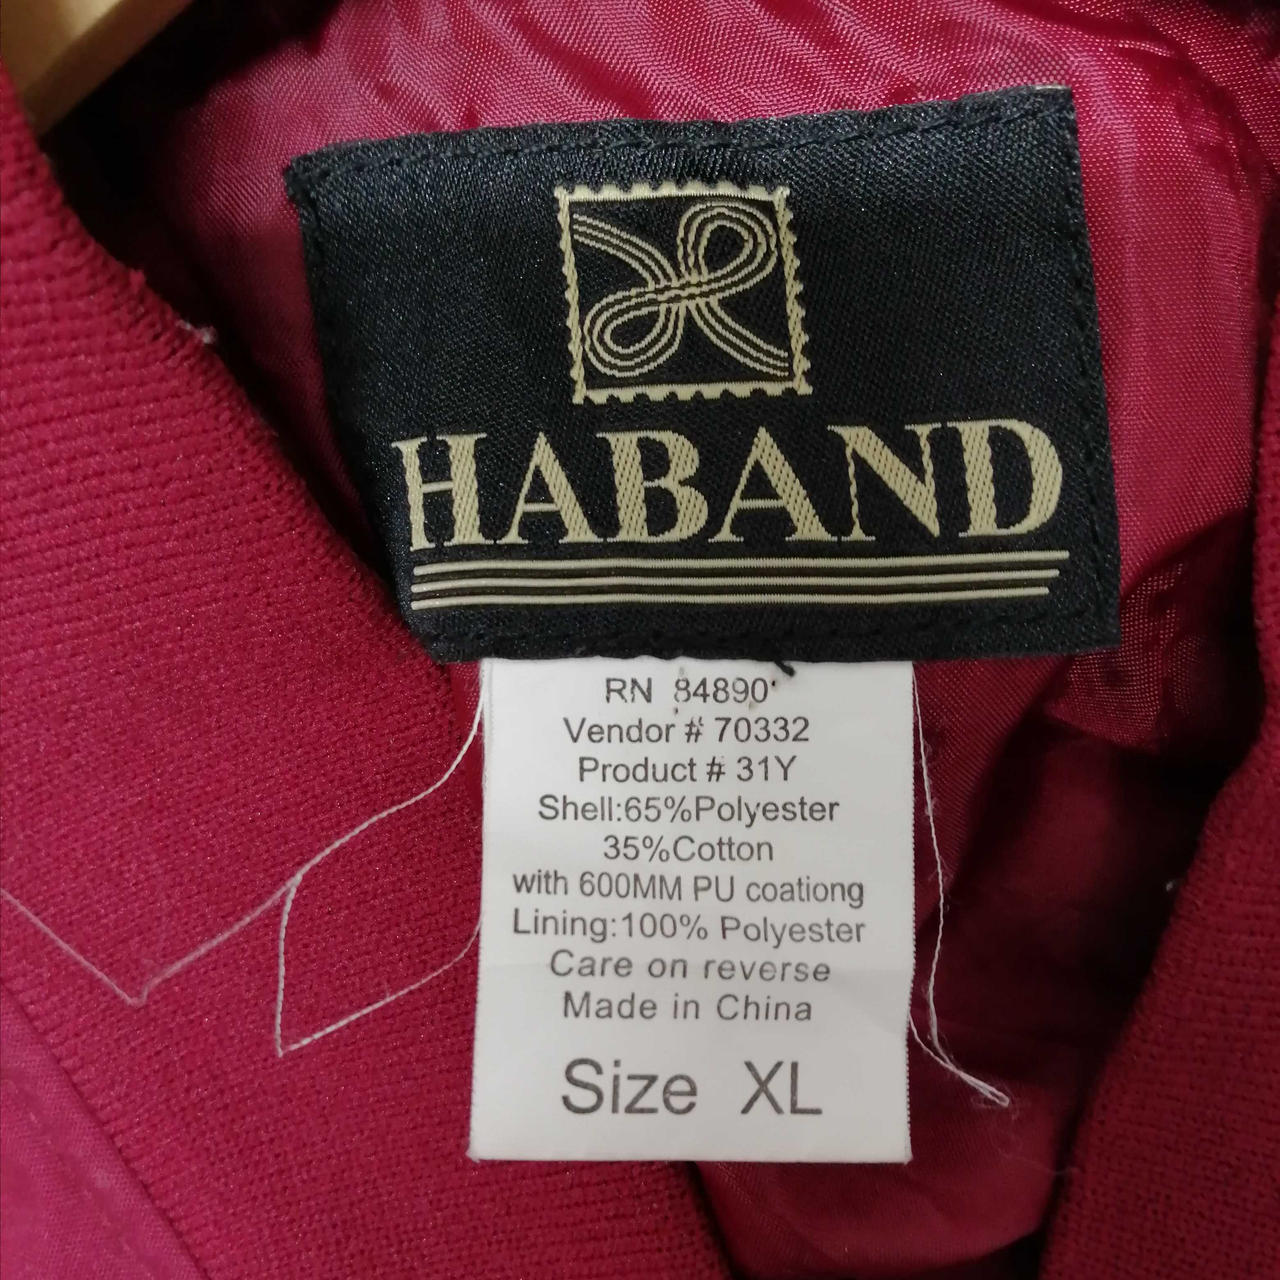 HABAND
RN 84890
Vendor # 70332
Product # 31Y
Shell:65%Polyester
35%Cotton
with 600MM PU coationg
Lining:100% Polyester
Care on reverse
Made in China
Size XL